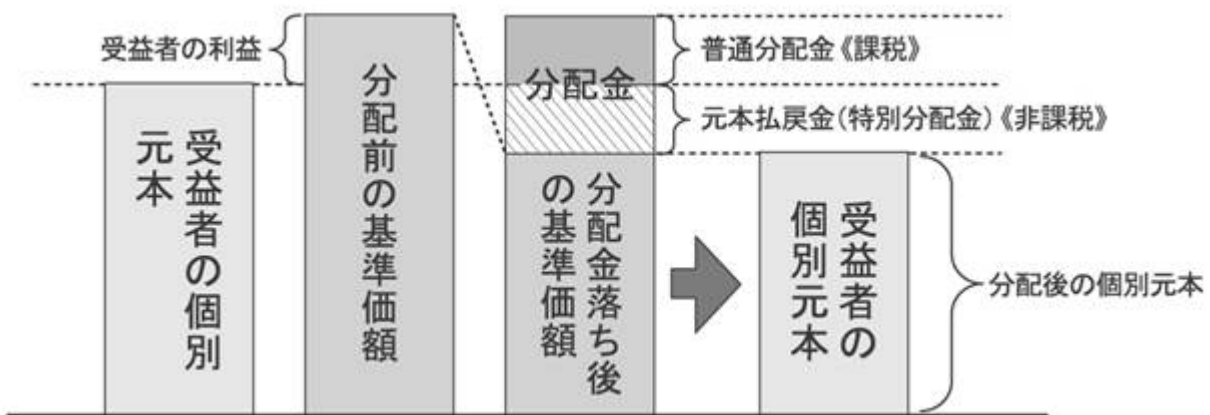 受益者の利益
受益者の個別
元本
分配前の基準価額
分配金
分配金落ち後
の基準価額
普通分配金《課税》
元本払戻金(特別分配金)《非課税》
受益者の
個別元本
分配後の個別元本